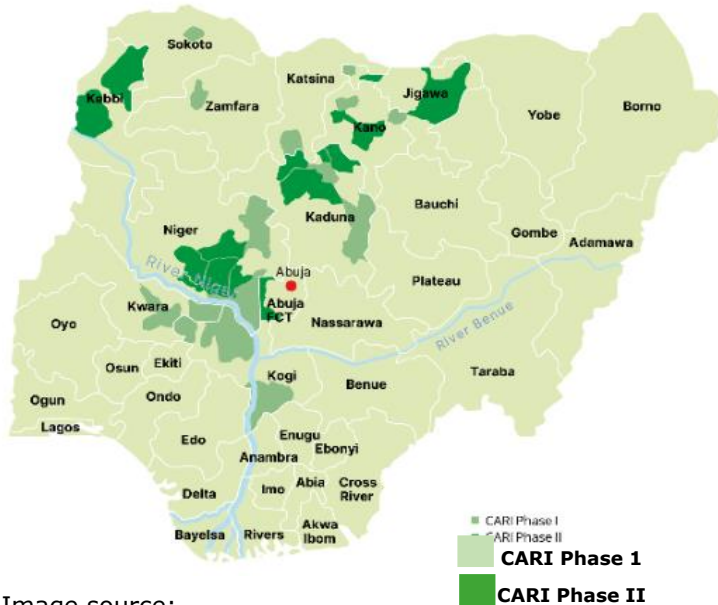 Sokoto
Katsina
Kebbi
Zamfara
Jigawa
Kano
Yobe
Borno
Kaduna
Bauchi
Niger
Gombe
Adamawa
River Niger
Abuja
Plateau
Kwara
Abuja
FCT
Nassarawa
River Benue
Oyo
Osun
Ekiti
Kogi
Benue
Taraba
Ogun
Ondo
Lagos
Edo
Enugu
Ebonyi
Anambra
Delta
Imo
Abia
Cross
River
Bayelsa
Rivers
Akwa
Ibom
CARI Phase I
CARI Phase II
CARI Phase 1
CARI Phase II
Image source: